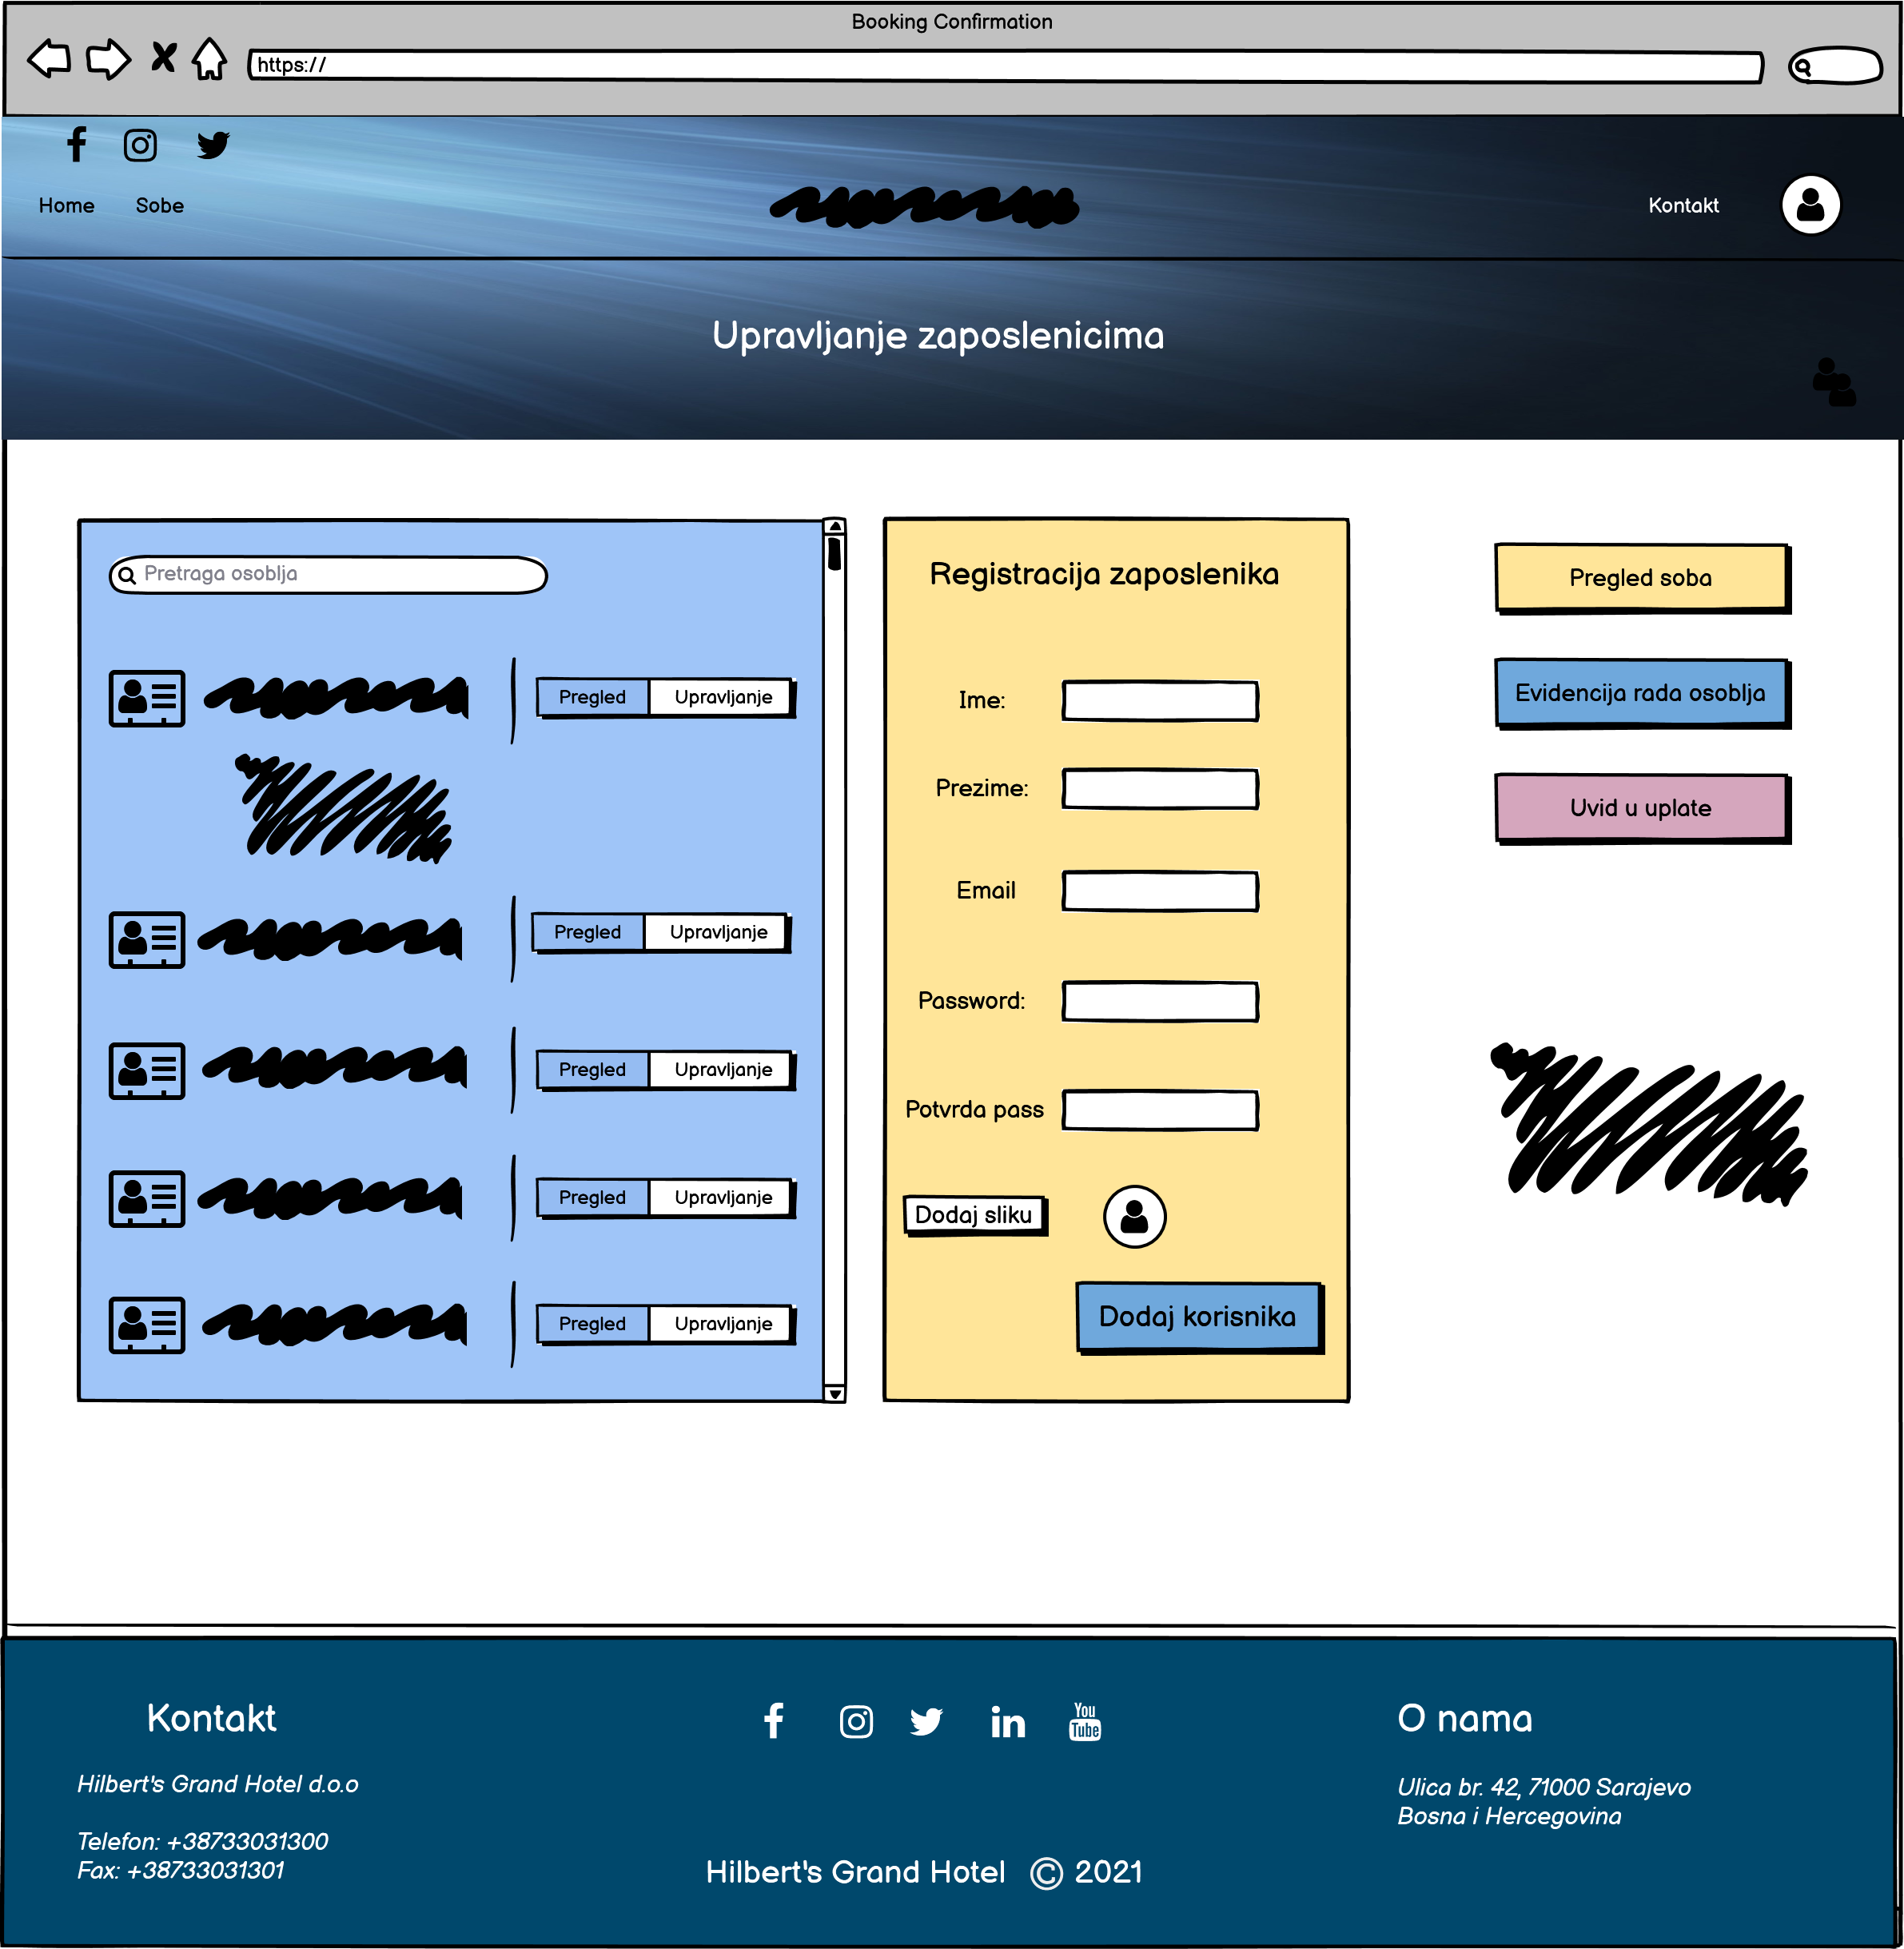 Booking Confirmation
https://
Home
Sobe
Kontakt
Upravljanje zaposlenicima
Pretraga osoblja
Pregled
Upravljanje
Pregled
Upravljanje
Pregled
Upravljanje
Pregled
Upravljanje
Pregled
Upravljanje
Registracija zaposlenika
Ime:
Prezime:
Email
Password:
Potvrda pass
Dodaj sliku
Dodaj korisnika
Pregled soba
Evidencija rada osoblja
Uvid u uplate
Kontakt
Hilbert's Grand Hotel d.o.o
Telefon: +38733031300
Fax: +38733031301
You
Tube
Hilbert's Grand Hotel © 2021
O nama
Ulica br. 42, 71000 Sarajevo
Bosna i Hercegovina